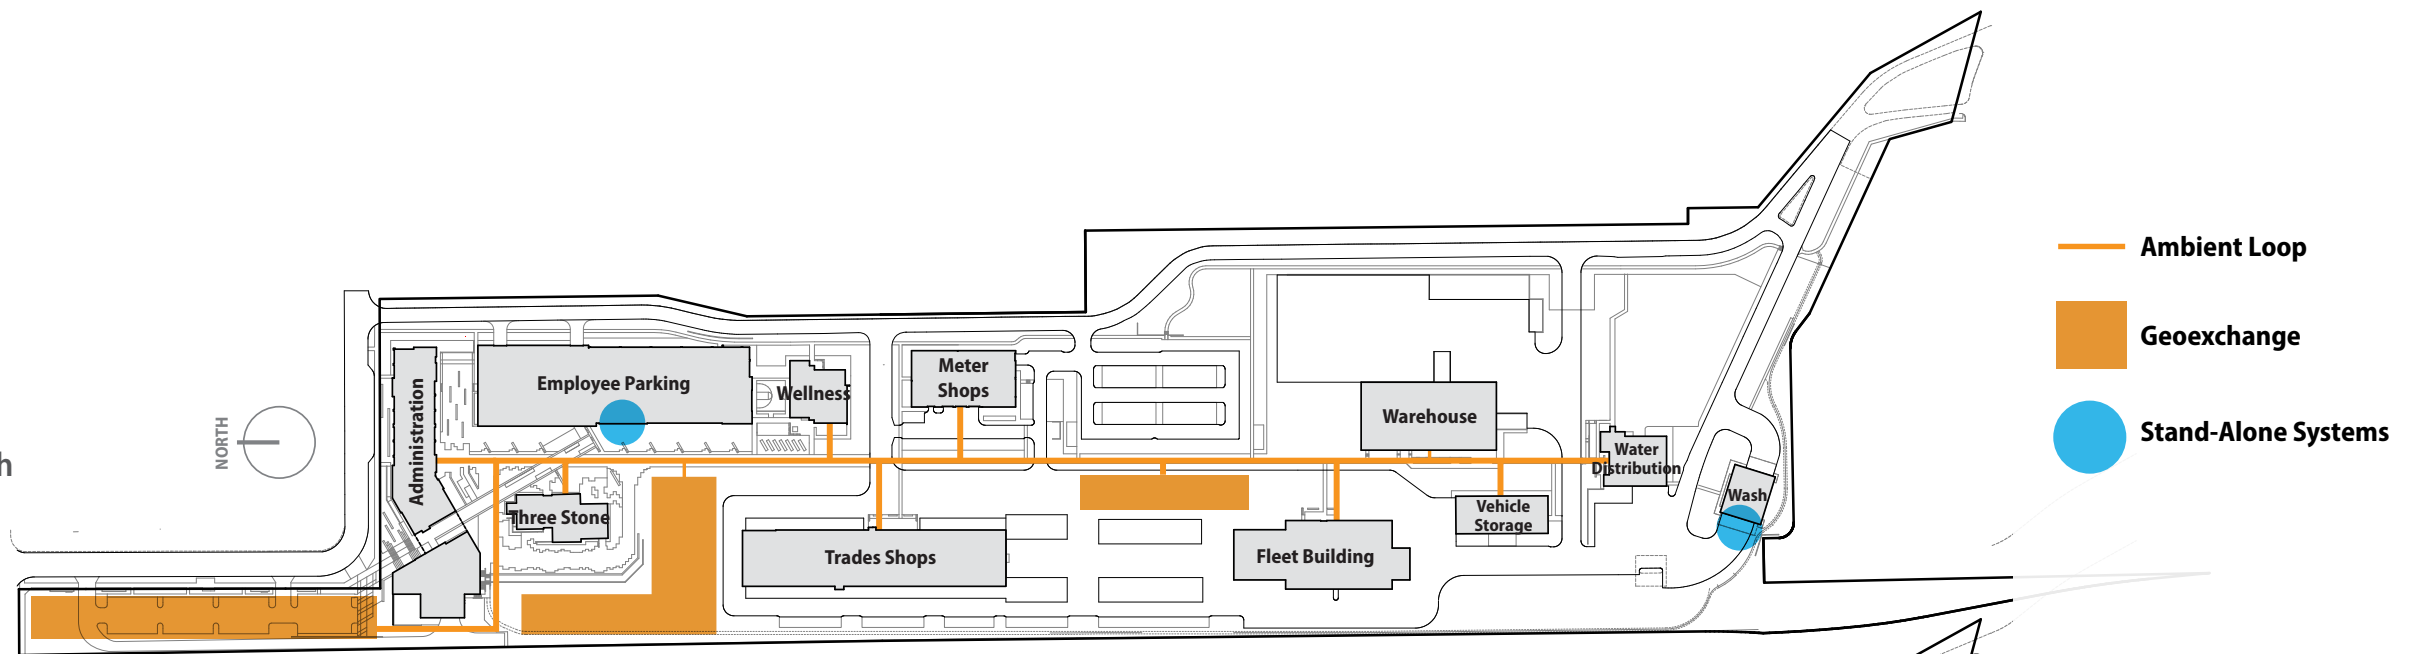 h
NORTH
Administration
Employee Parking
Wellness
Three Stone
Meter
Shops
Trades Shops
Warehouse
Fleet Building
Vehicle
Storage
Water
Distribution
Wash
Ambient Loop
Geoexchange
Stand-Alone Systems